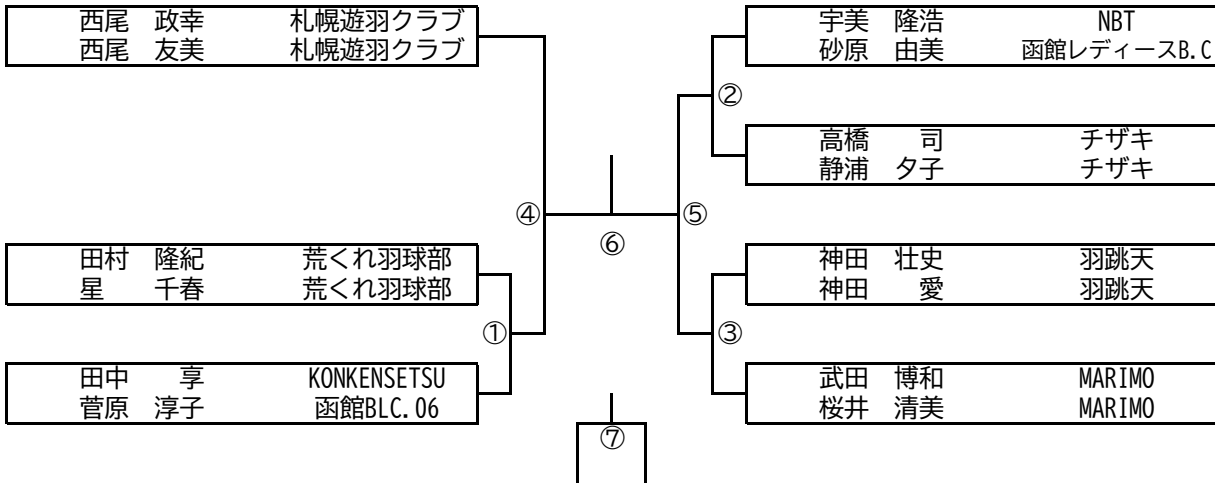 西尾　政幸　札幌遊羽クラブ
西尾　友美　札幌遊羽クラブ
宇美　隆浩　NBT
砂原　由美　函館レディースB.C
②
高橋　司　チザキ
静浦　夕子　チザキ
④
⑤
⑥
田村　隆紀　荒くれ羽球部
星　千春　荒くれ羽球部
神田　壮史　羽跳天
神田　愛　羽跳天
①
③
田中　享　KONKENSETSU
菅原　淳子　函館BLC.06
武田　博和　MARIMO
桜井　清美　MARIMO
⑦